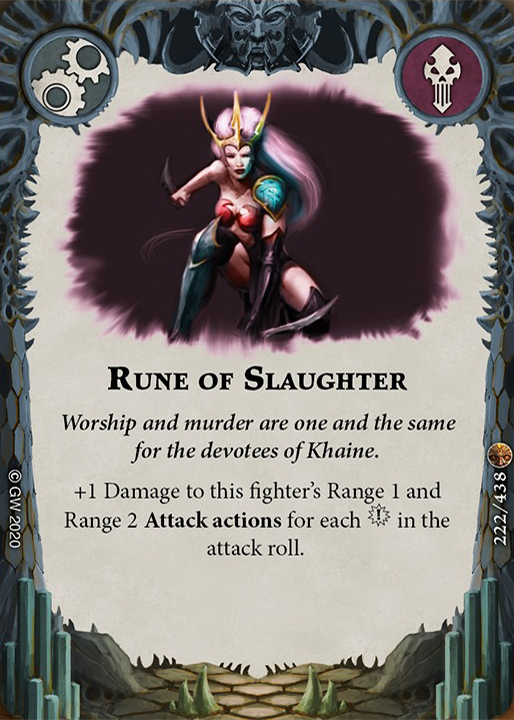 RUNE OF SLAUGHTER
Worship and murder are one and the same
for the devotees of Khaine.
+1 Damage to this fighter's Range 1 and
Range 2 Attack actions for each in the
attack roll.
© GW 2020
222/438